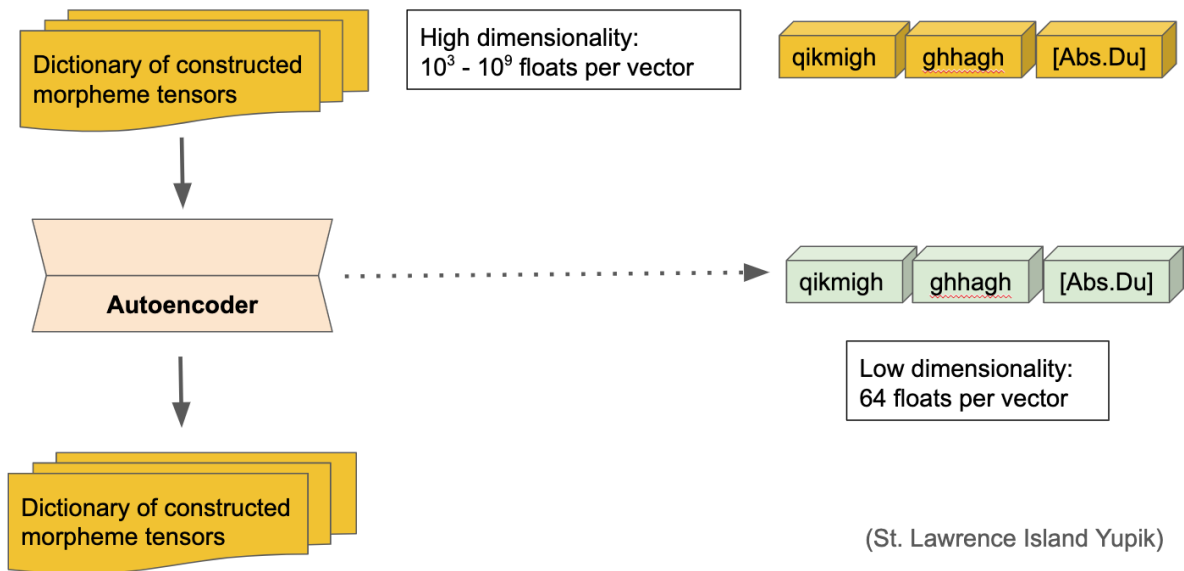 Dictionary of constructed
morpheme tensors
High dimensionality:
10³ - 10⁹ floats per vector
qikmigh
ghhagh
[Abs.Du]
Autoencoder
qikmigh
ghhagh
[Abs.Du]
Low dimensionality:
64 floats per vector
Dictionary of constructed
morpheme tensors
(St. Lawrence Island Yupik)